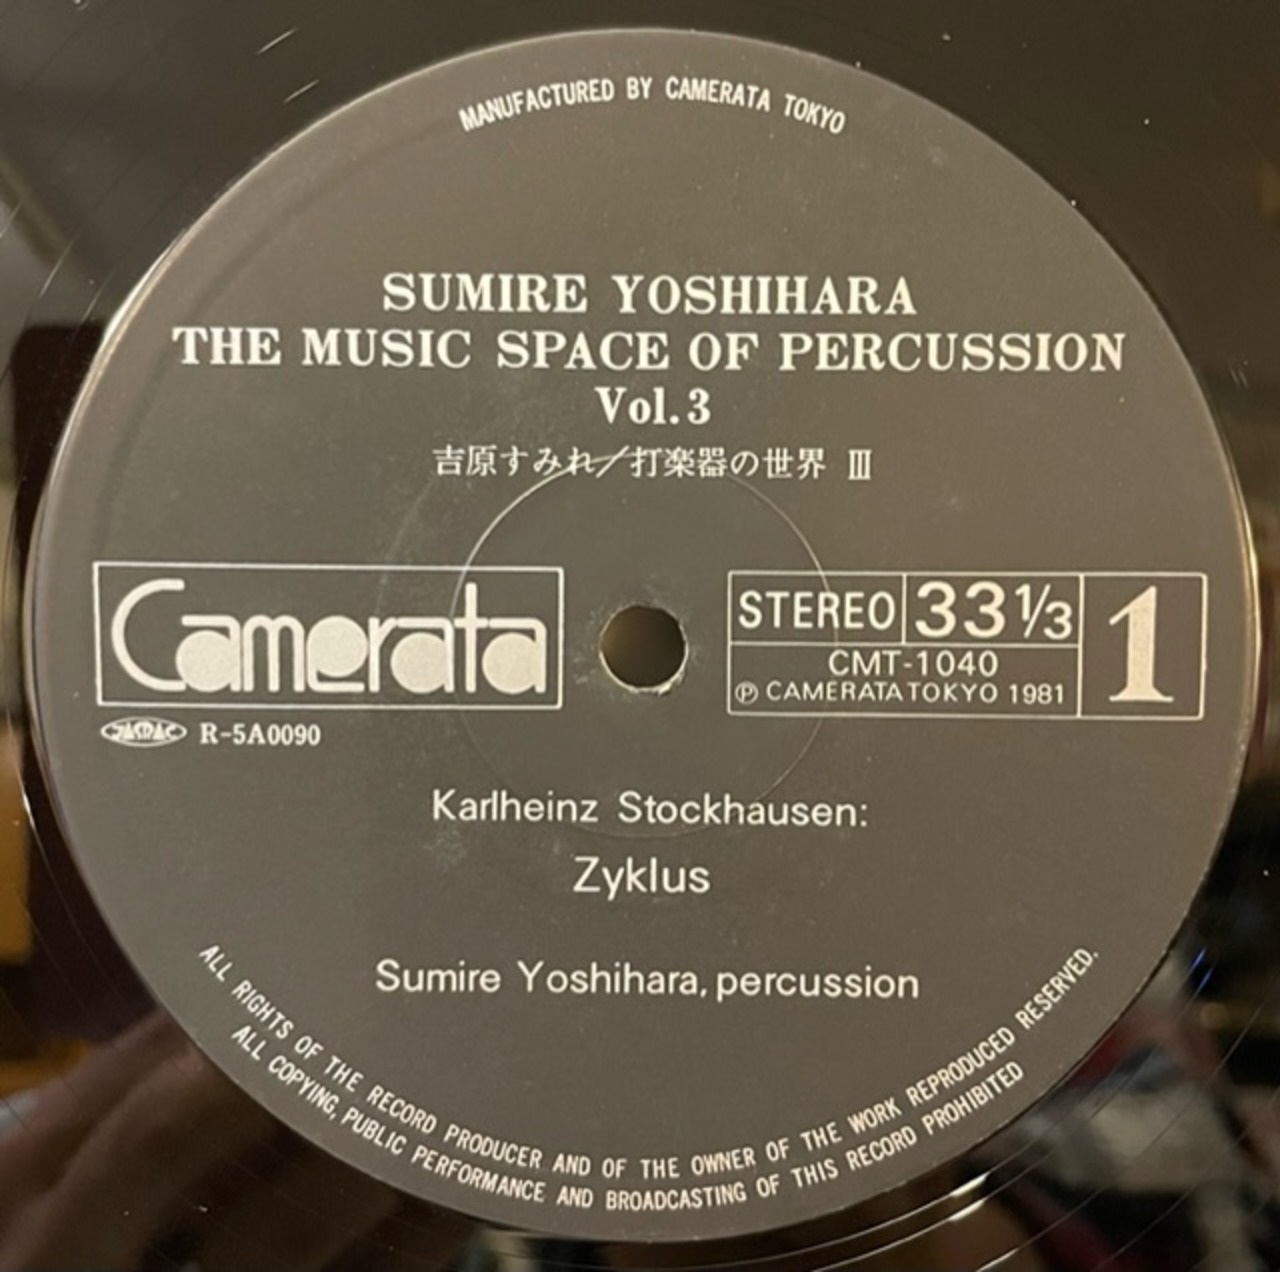 MANUFACTURED BY CAMERATA TOKYO
SUMIRE YOSHIHARA
THE MUSIC SPACE OF PERCUSSION
Vol.3
吉原すみれ/打楽器の世界 Ⅲ
Camerata
STEREO 33⅓
CMT-1040
Ⓟ CAMERATA TOKYO 1981
1
JASRAC R-5A0090
Karlheinz Stockhausen:
Zyklus
Sumire Yoshihara, percussion
ALL RIGHTS OF THE RECORD PRODUCER AND OF THE OWNER OF THE WORK REPRODUCED RESERVED.
ALL COPYING, PUBLIC PERFORMANCE AND BROADCASTING OF THIS RECORD PROHIBITED